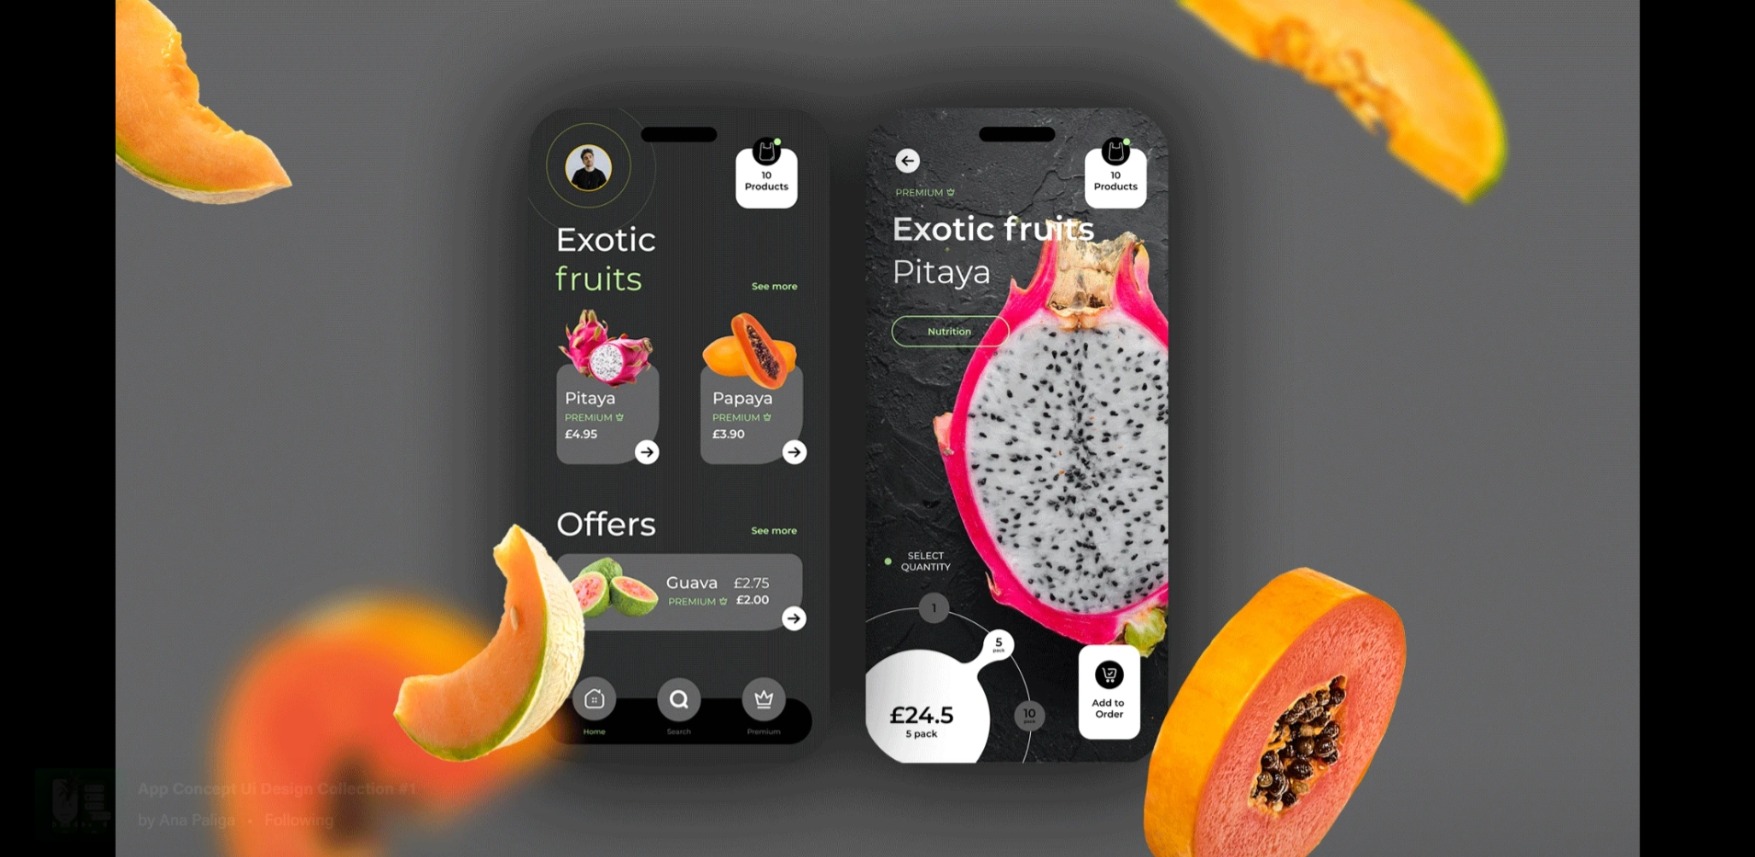 10
Products
Exotic
fruits
See more
Pitaya
PREMIUM
£4.95
Papaya
PREMIUM
£3.90
Offers
See more
Guava £2.75
PREMIUM £2.00
Home
Search
Premium
10
Products
PREMIUM
Exotic fruits
Pitaya
Nutrition
SELECT
QUANTITY
1
5
pack
10
pack
£24.5
5 pack
Add to
Order
App Concept Ui Design Collection #1
by Ana Paliga • Following